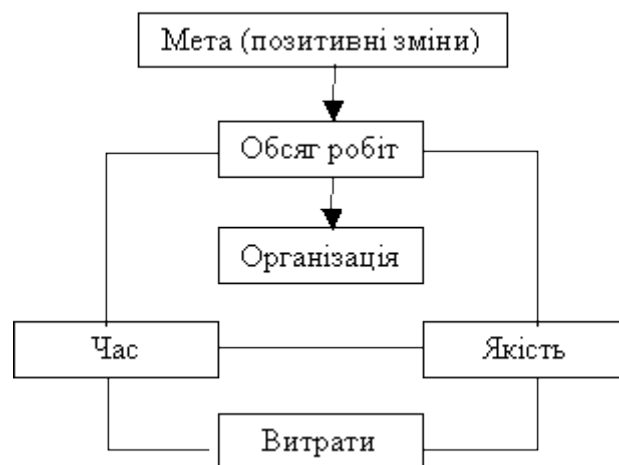 Мета (позитивні зміни)
Обсяг робіт
Організація
Час
Якість
Витрати